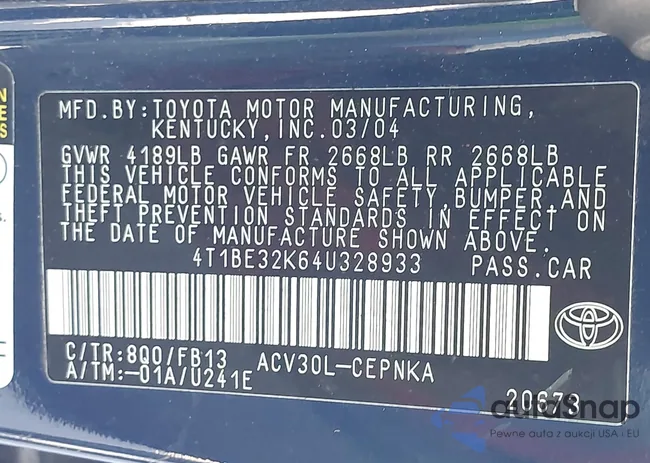 MFD.BY:TOYOTA MOTOR MANUFACTURING,
KENTUCKY,INC.03/04
GVWR 4189LB GAWR FR 2668LB RR 2668LB
THIS VEHICLE CONFORMS TO ALL APPLICABLE
FEDERAL MOTOR VEHICLE SAFETY,BUMPER,AND
THEFT PREVENTION STANDARDS IN EFFECT ON
THE DATE OF MANUFACTURE SHOWN ABOVE.
4T1BE32K64U328933 PASS.CAR
C/TR:8Q0/FB13 ACV30L-CEPNKA
A/TM:-01A/U241E
20673
autasnap
Pewne auta z aukcji USA i EU